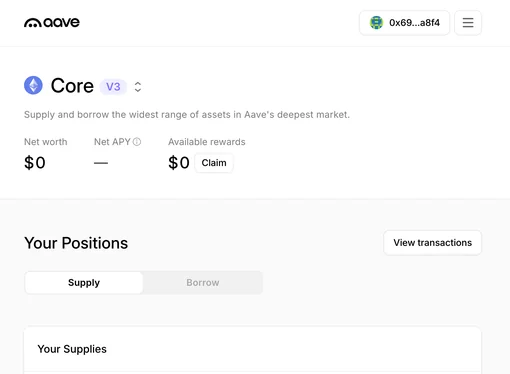 aave
0x69...a8f4
Core V3
Supply and borrow the widest range of assets in Aave's deepest market.
Net worth Net APY Available rewards
$0 — $0 Claim
Your Positions
View transactions
Supply Borrow
Your Supplies